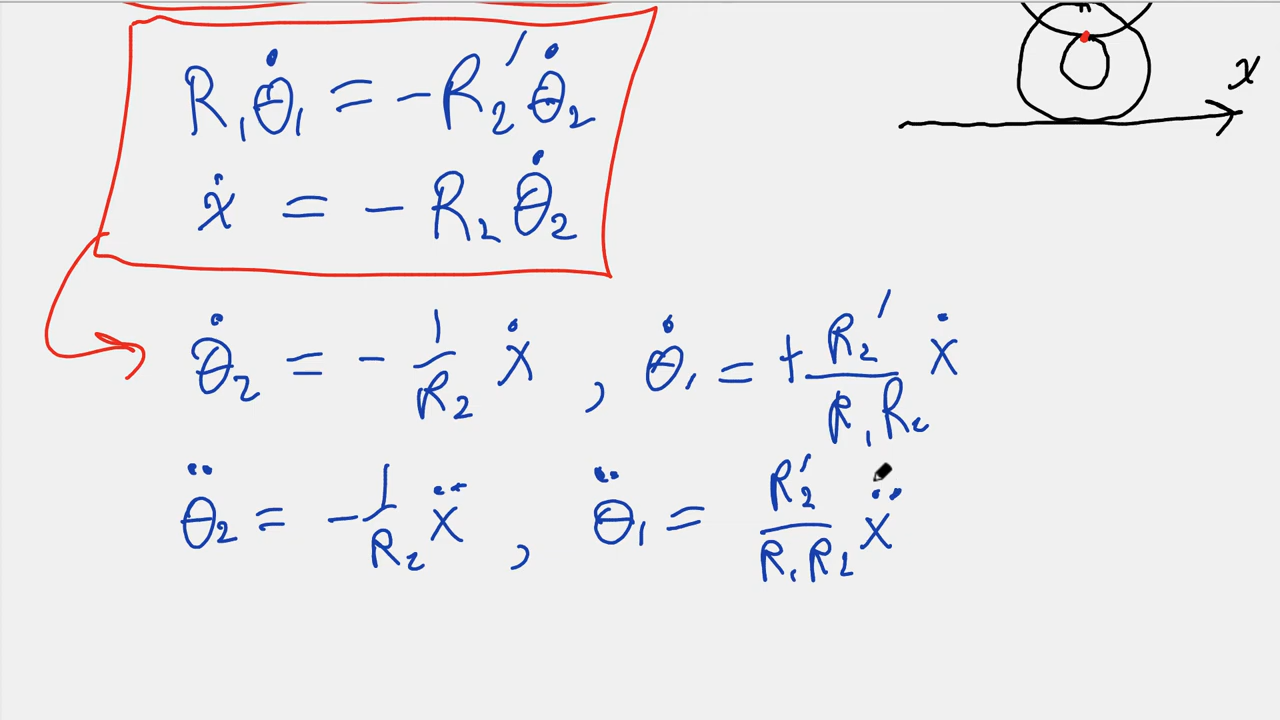 R₁θ̇₁ = -R₂'θ̇₂
x
ẋ = -R₂θ̇₂
θ̇₂ = -1/R₂ ẋ , θ̇₁ = +R₂'/R₁R₂ ẋ
θ̈₂ = -1/R₂ ẍ , θ̈₁ = R₂'/R₁R₂ ẍ